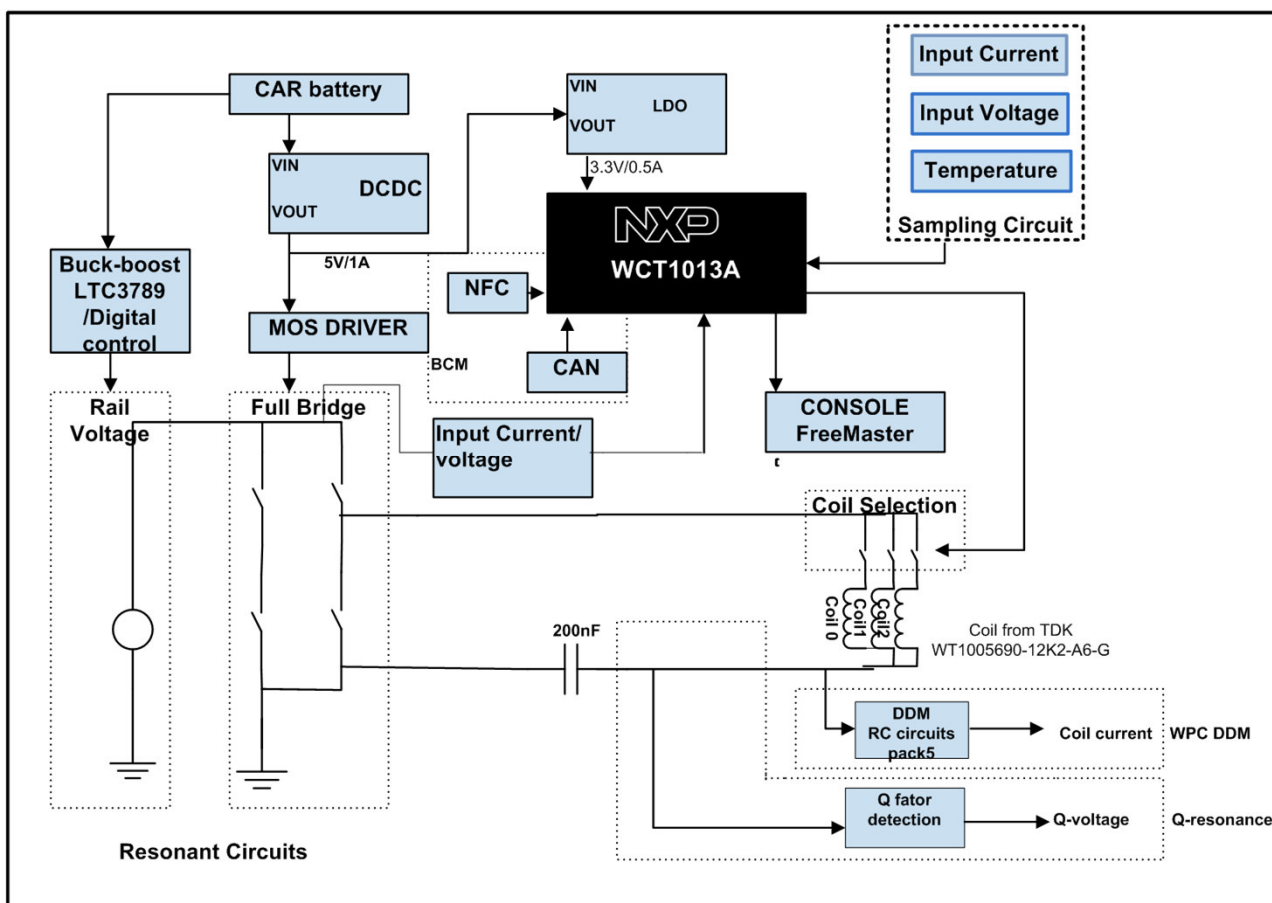 Input Current
Input Voltage
Temperature
Sampling Circuit
CAR battery
VIN
DCDC
VOUT
VIN
LDO
VOUT
3.3V/0.5A
NXP
WCT1013A
5V/1A
Buck-boost
LTC3789
/Digital
control
MOS DRIVER
NFC
BCM
CAN
CONSOLE
FreeMaster
Rail
Voltage
Full Bridge
Input Current/
voltage
Coil Selection
Coil 0
Coil1
Coil2
Coil from TDK
WT1005690-12K2-A6-G
200nF
DDM
RC circuits
pack5
Coil current
WPC DDM
Q fator
detection
Q-voltage
Q-resonance
Resonant Circuits